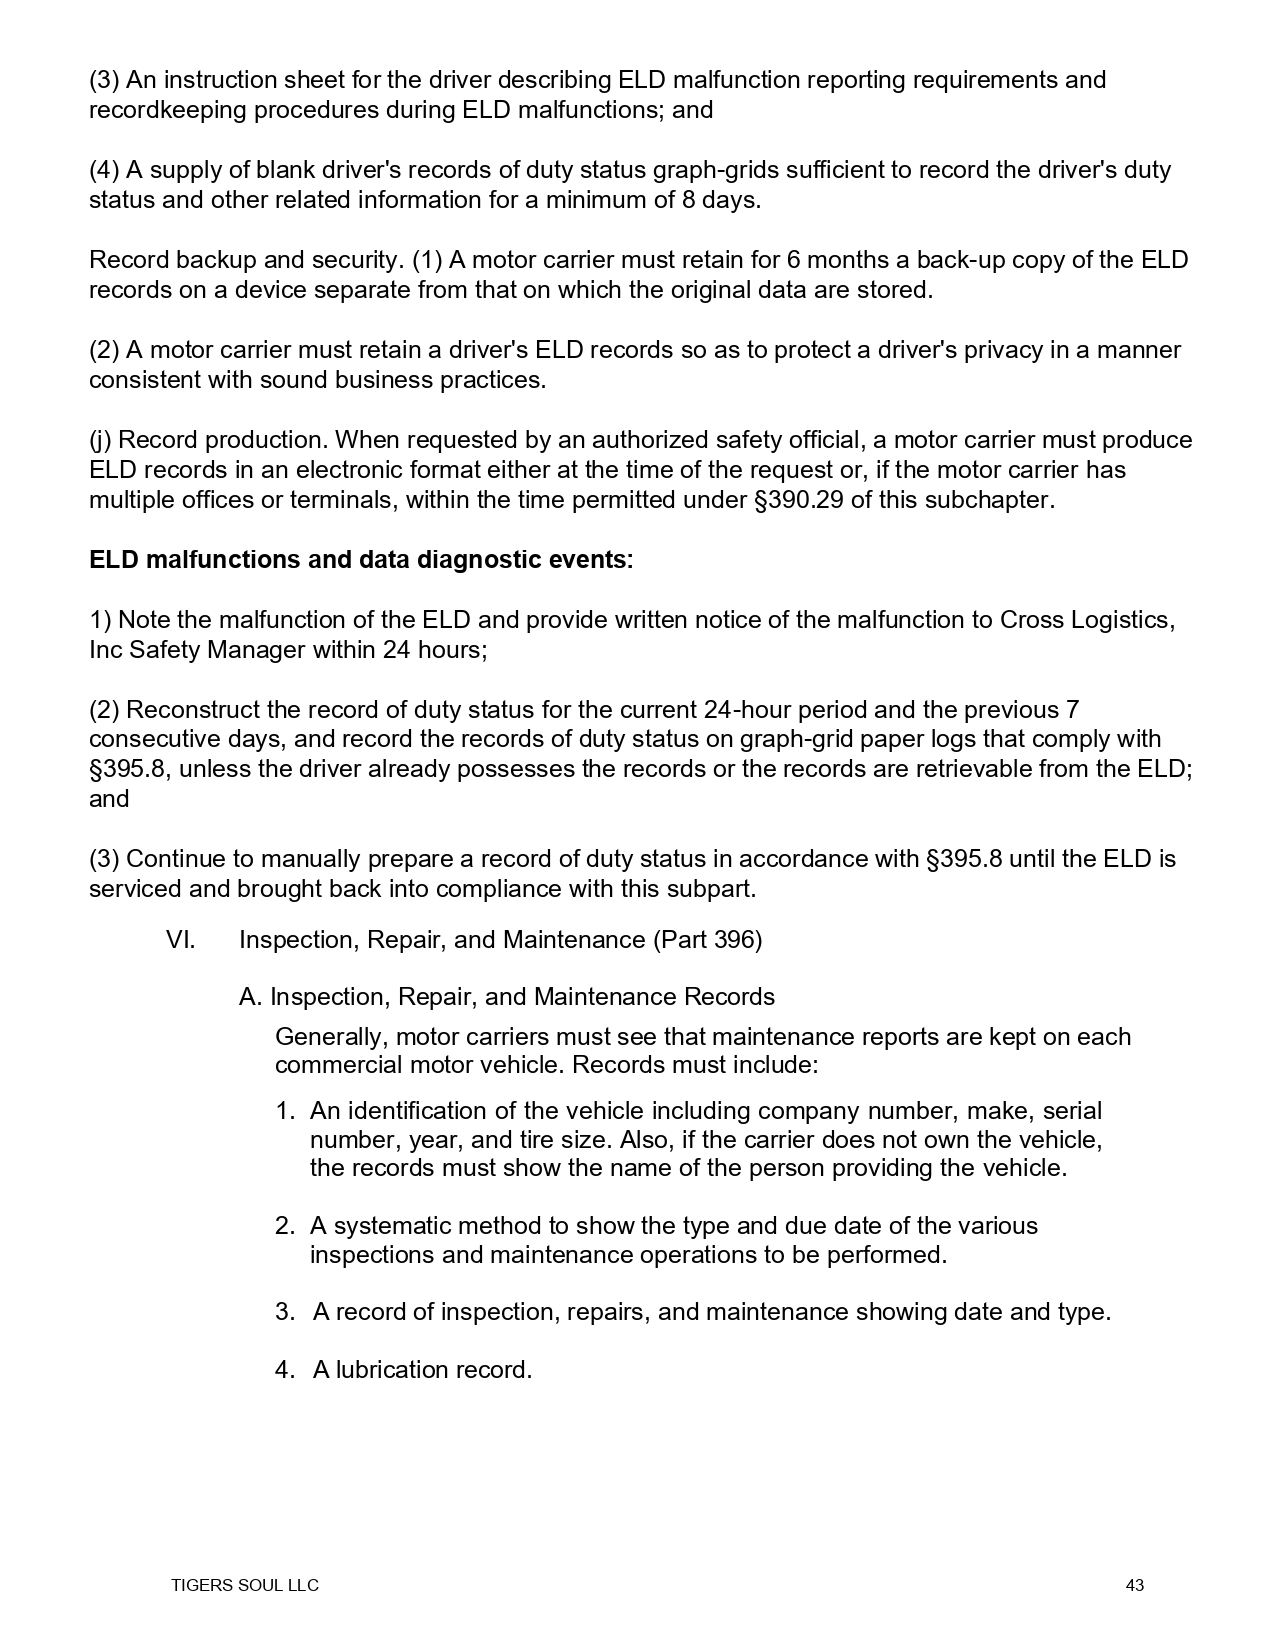 (3) An instruction sheet for the driver describing ELD malfunction reporting requirements and
recordkeeping procedures during ELD malfunctions; and
(4) A supply of blank driver's records of duty status graph-grids sufficient to record the driver's duty
status and other related information for a minimum of 8 days.
Record backup and security. (1) A motor carrier must retain for 6 months a back-up copy of the ELD
records on a device separate from that on which the original data are stored.
(2) A motor carrier must retain a driver's ELD records so as to protect a driver's privacy in a manner
consistent with sound business practices.
(j) Record production. When requested by an authorized safety official, a motor carrier must produce
ELD records in an electronic format either at the time of the request or, if the motor carrier has
multiple offices or terminals, within the time permitted under §390.29 of this subchapter.
ELD malfunctions and data diagnostic events:
1) Note the malfunction of the ELD and provide written notice of the malfunction to Cross Logistics,
Inc Safety Manager within 24 hours;
(2) Reconstruct the record of duty status for the current 24-hour period and the previous 7
consecutive days, and record the records of duty status on graph-grid paper logs that comply with
§395.8, unless the driver already possesses the records or the records are retrievable from the ELD;
and
(3) Continue to manually prepare a record of duty status in accordance with §395.8 until the ELD is
serviced and brought back into compliance with this subpart.
VI. Inspection, Repair, and Maintenance (Part 396)
A. Inspection, Repair, and Maintenance Records
Generally, motor carriers must see that maintenance reports are kept on each
commercial motor vehicle. Records must include:
1. An identification of the vehicle including company number, make, serial
number, year, and tire size. Also, if the carrier does not own the vehicle,
the records must show the name of the person providing the vehicle.
2. A systematic method to show the type and due date of the various
inspections and maintenance operations to be performed.
3. A record of inspection, repairs, and maintenance showing date and type.
4. A lubrication record.
TIGERS SOUL LLC 43